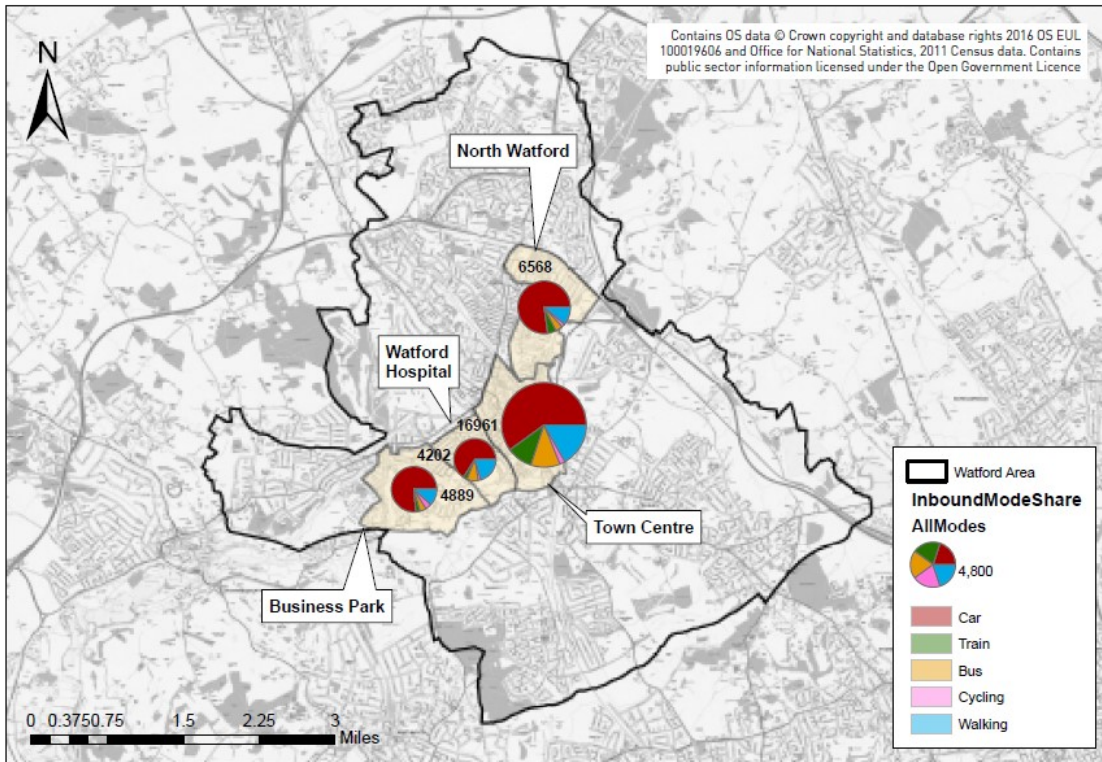 Contains OS data © Crown copyright and database rights 2016 OS EUL
100019606 and Office for National Statistics, 2011 Census data. Contains
public sector information licensed under the Open Government Licence
N
North Watford
6568
Watford
Hospital
16961
4202
4889
Town Centre
Business Park
Watford Area
InboundModeShare
AllModes
4,800
Car
Train
Bus
Cycling
Walking
0 0.375 0.75 1.5 2.25 3
Miles